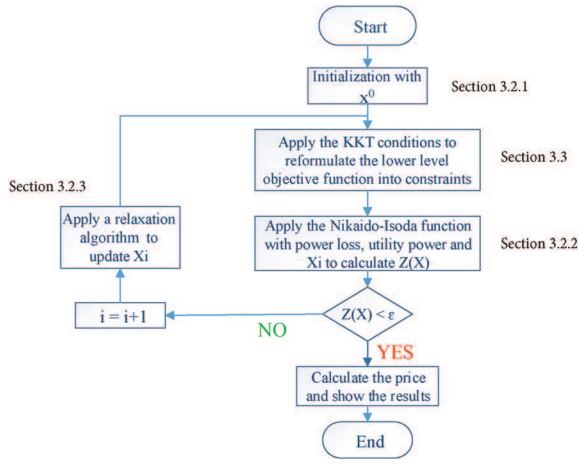 Start
Initialization with
x⁰
Section 3.2.1
Apply the KKT conditions to
reformulate the lower level
objective function into constraints
Section 3.3
Section 3.2.3
Apply a relaxation
algorithm to
update Xi
Apply the Nikaido-Isoda function
with power loss, utility power and
Xi to calculate Z(X)
Section 3.2.2
i = i+1
Z(X) < ε
NO
YES
Calculate the price
and show the results
End